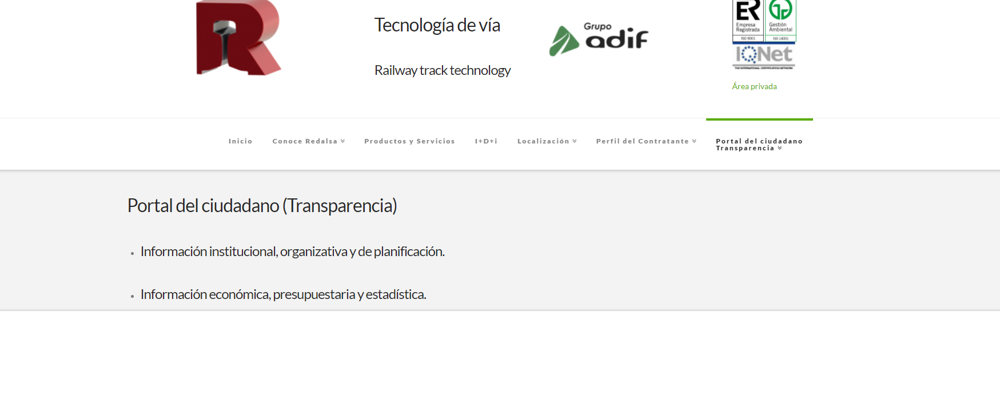 R
Tecnología de vía
Railway track technology
Grupo
adif
ER
Empresa
Registrada
ISO 9001
Gestión
Ambiental
ISO 14001
IQNet
THE INTERNATIONAL CERTIFICATION NETWORK
Área privada
Inicio
Conoce Redalsa
Productos y Servicios
I+D+i
Localización
Perfil del Contratante
Portal del ciudadano
Transparencia
Portal del ciudadano (Transparencia)
Información institucional, organizativa y de planificación.
Información económica, presupuestaria y estadística.